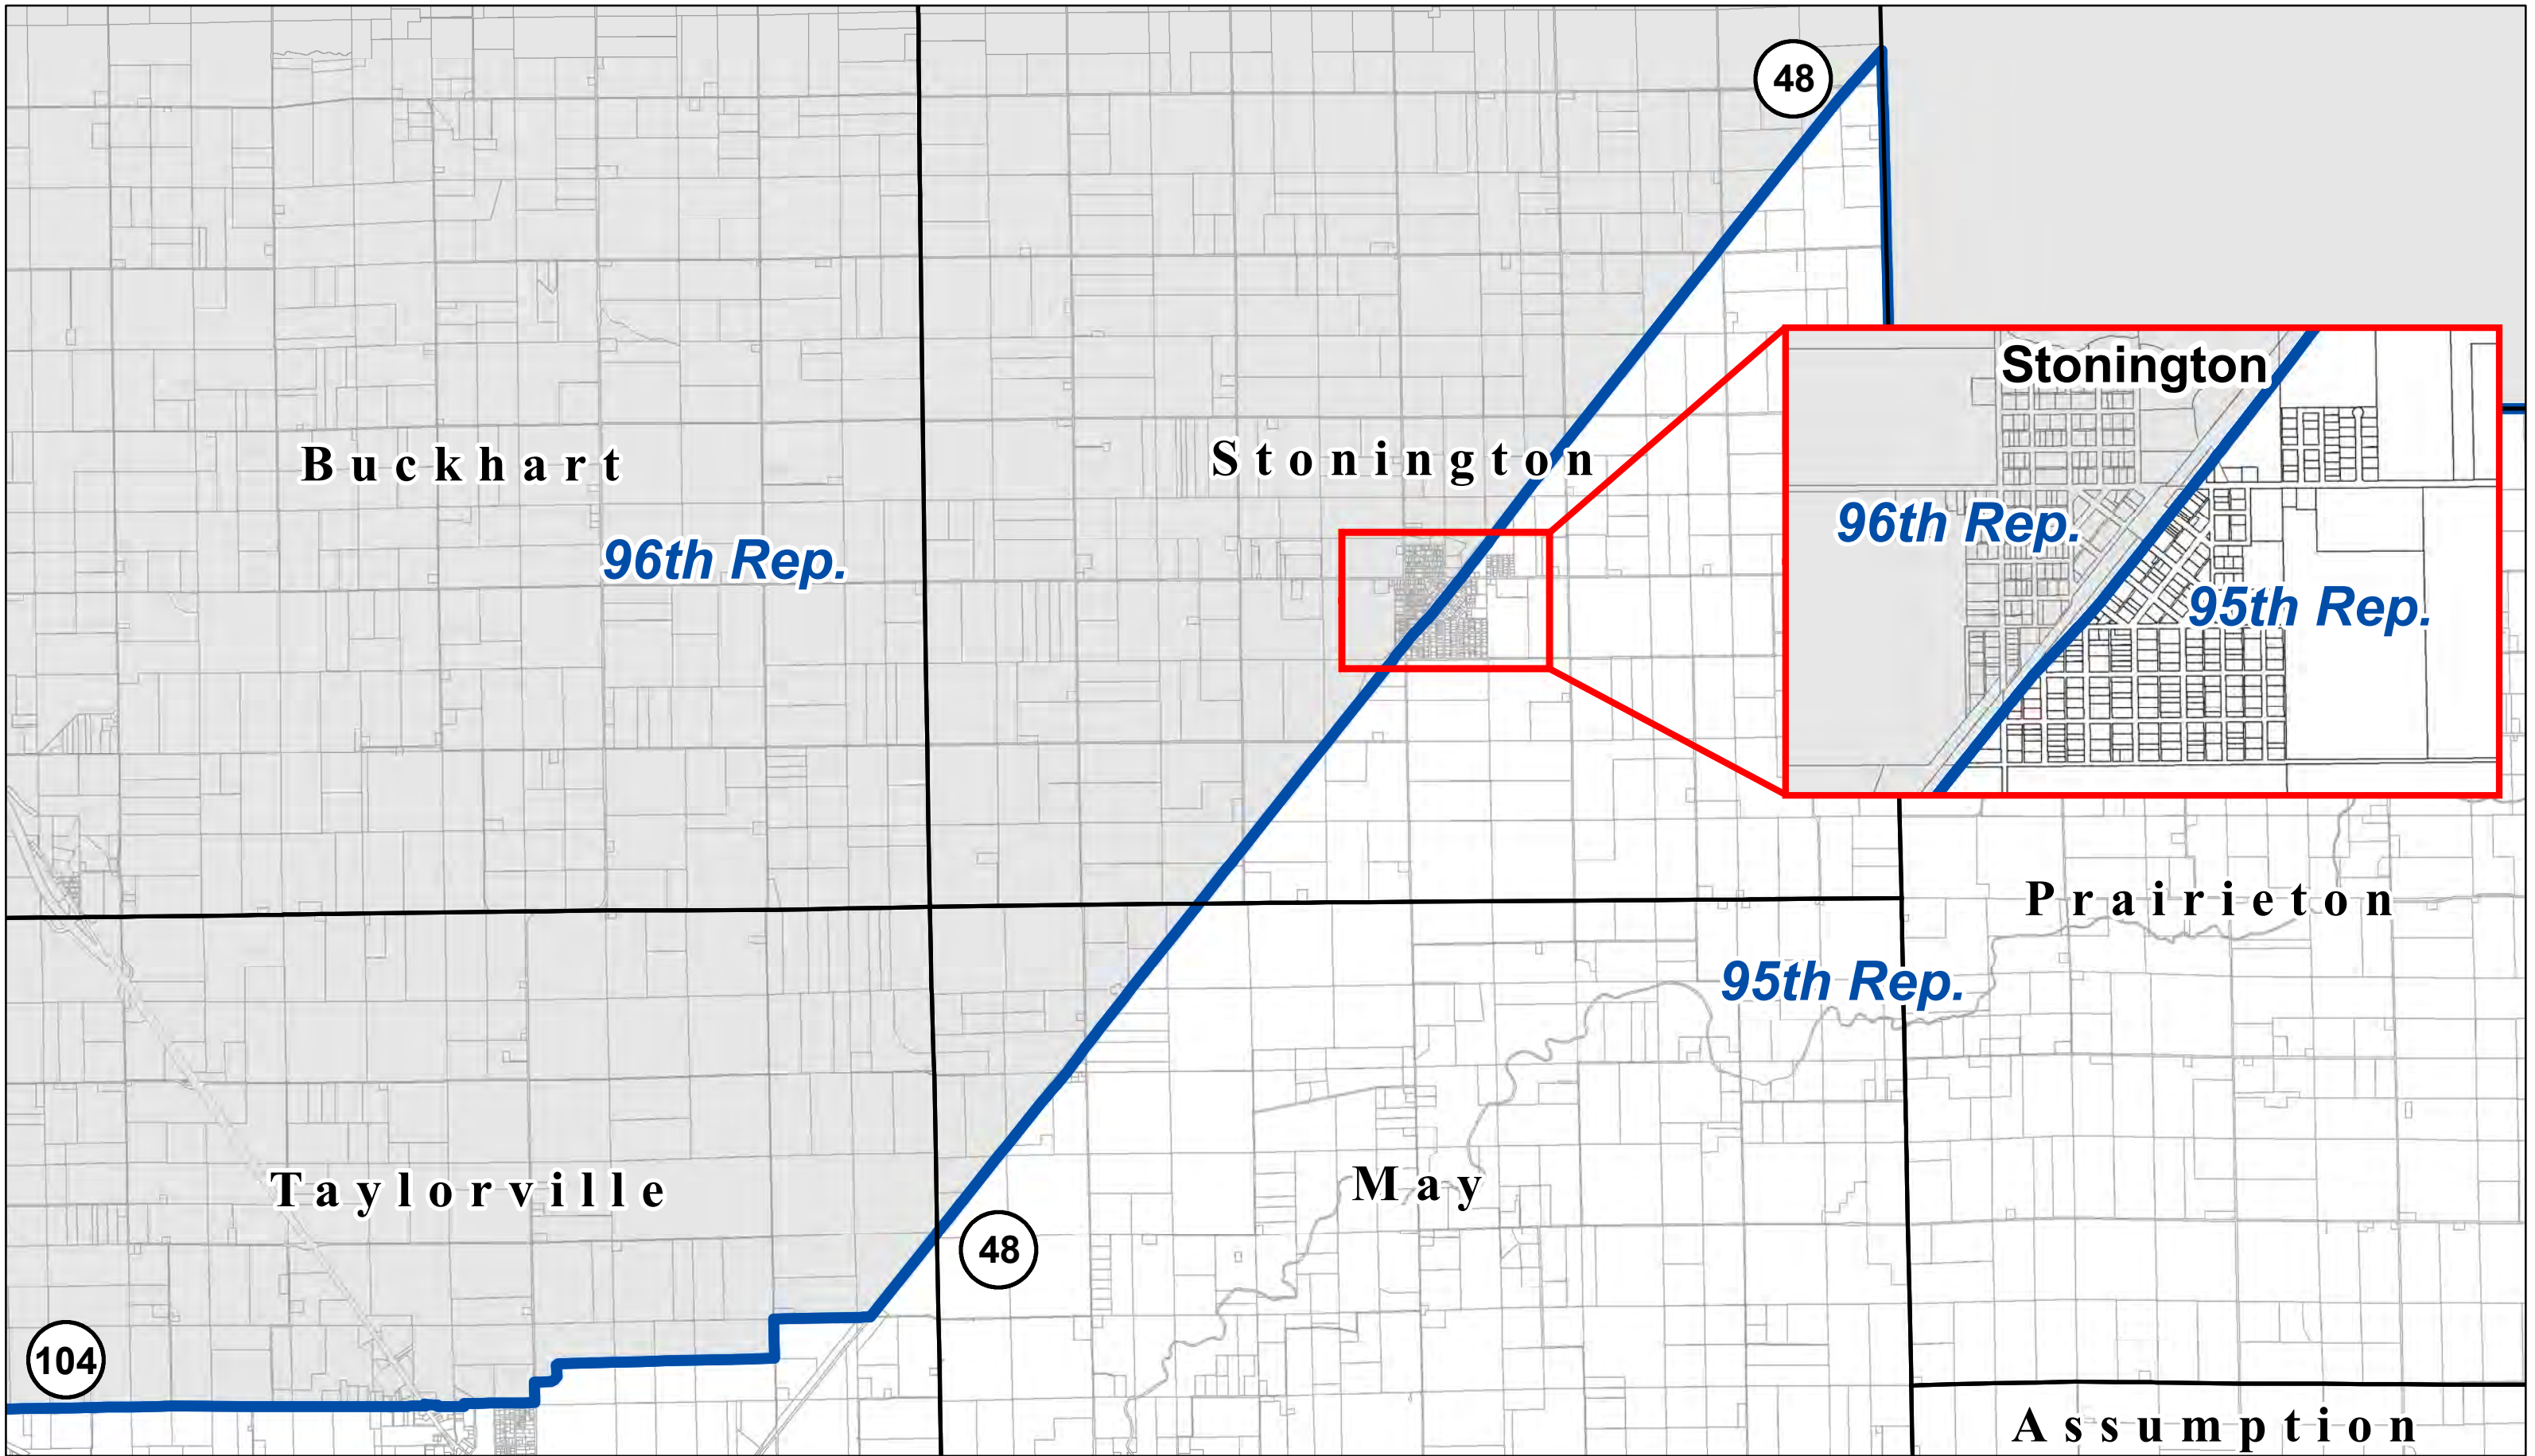 48
Stonington
Stonington
Buckhart
96th Rep.
96th Rep.
95th Rep.
Prairieton
95th Rep.
Taylorville
May
48
104
Assumption